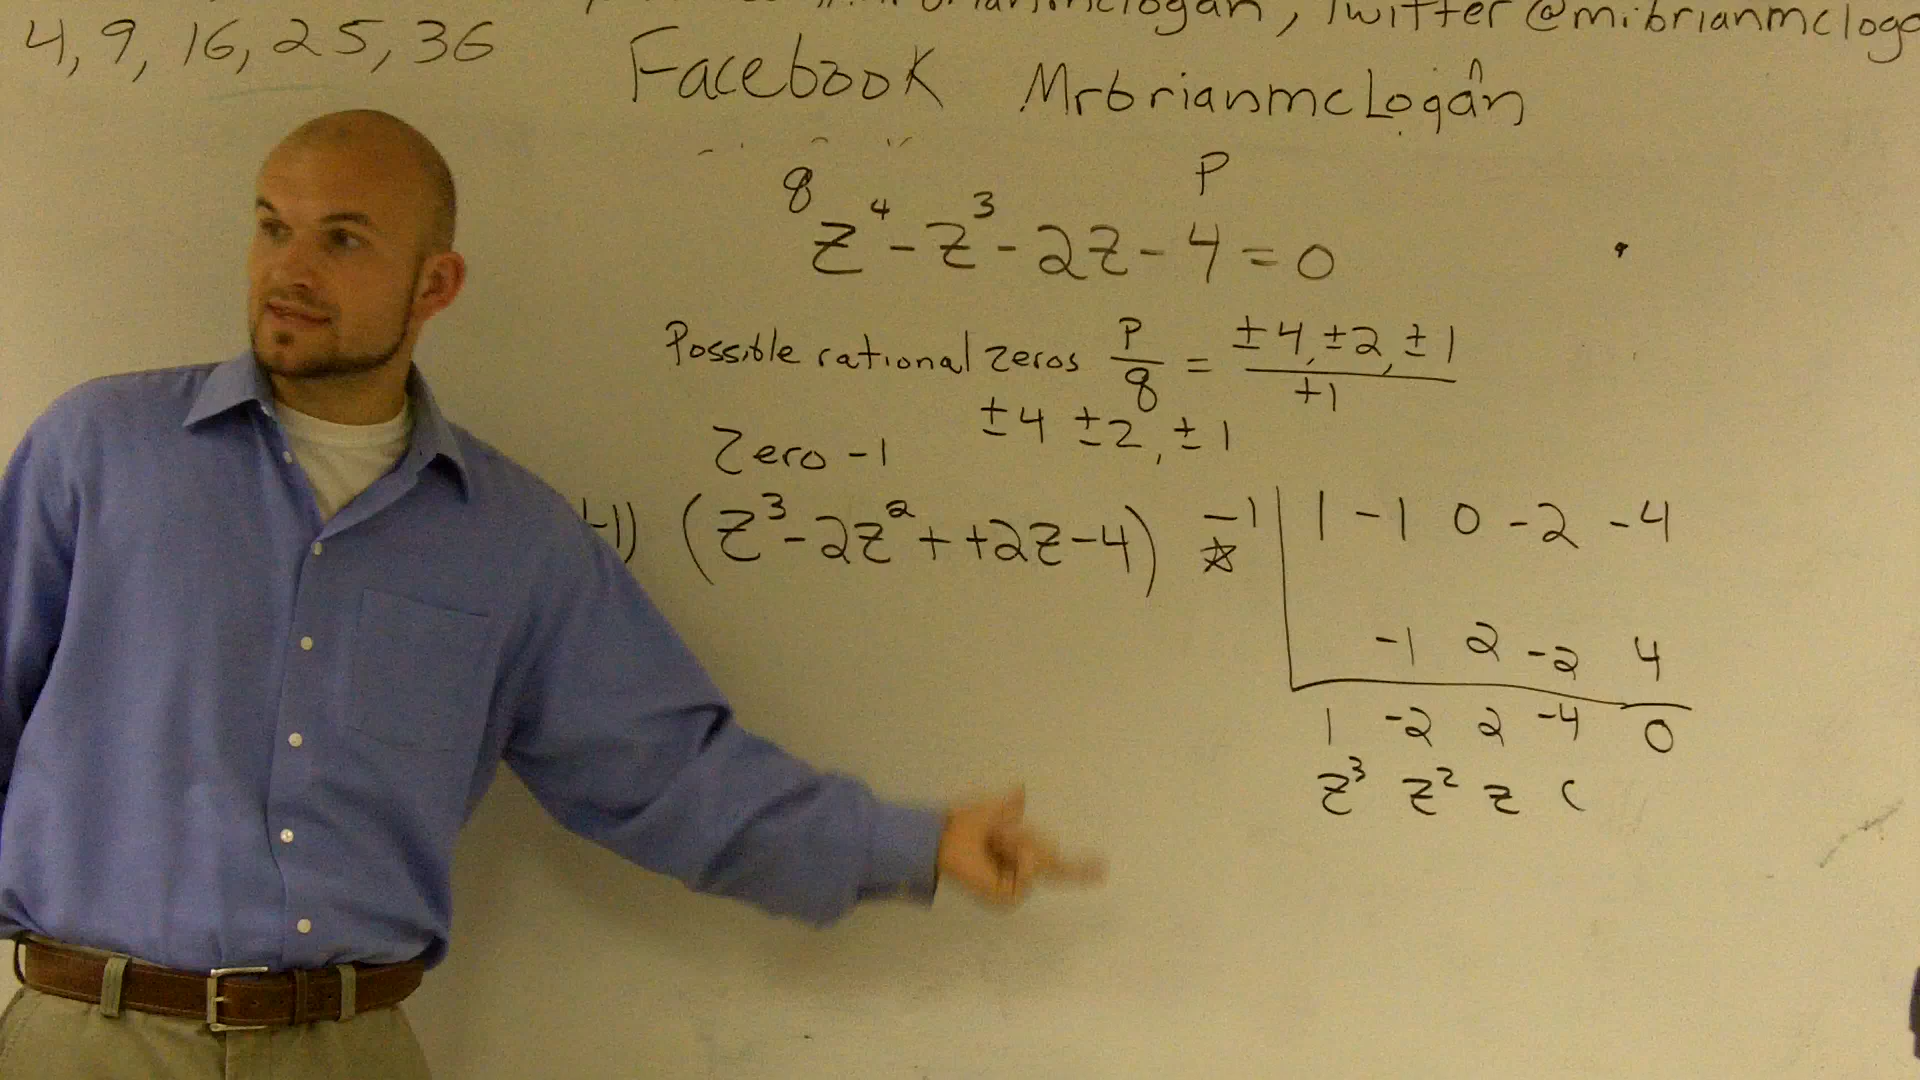 4, 9, 16, 25, 36
, Twitter @mrbrianmclog
Facebook MrbrianmcLogan
8 P
z⁴ - z³ - 2z - 4 = 0
Possible rational zeros P/8 = ±4, ±2, ±1 / +1
±4 ±2, ±1
Zero -1
-1) (z³ - 2z² + +2z - 4) -1 | 1 -1 0 -2 -4
☆
-1 2 -2 4
1 -2 2 -4 0
z³ z² z C